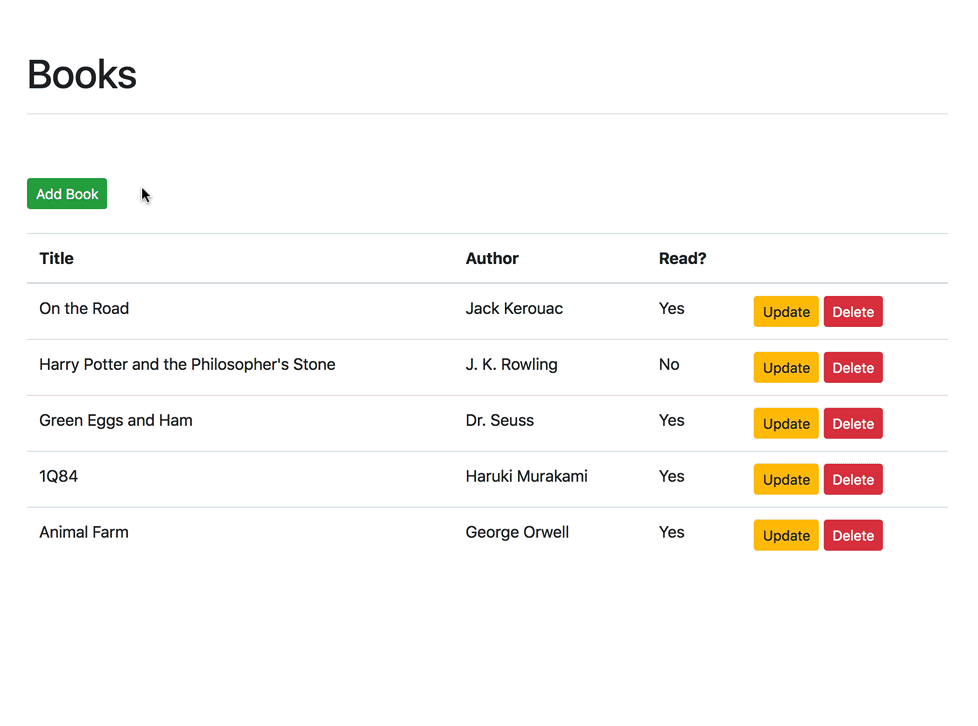 Books
Add Book
Title Author Read?
On the Road Jack Kerouac Yes Update Delete
Harry Potter and the Philosopher's Stone J. K. Rowling No Update Delete
Green Eggs and Ham Dr. Seuss Yes Update Delete
1Q84 Haruki Murakami Yes Update Delete
Animal Farm George Orwell Yes Update Delete